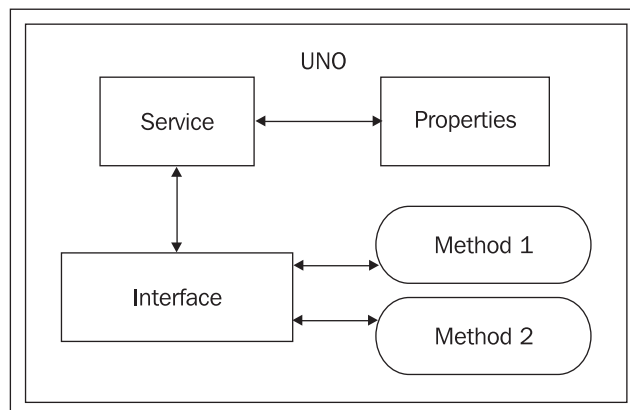 UNO
Service
Properties
Interface
Method 1
Method 2